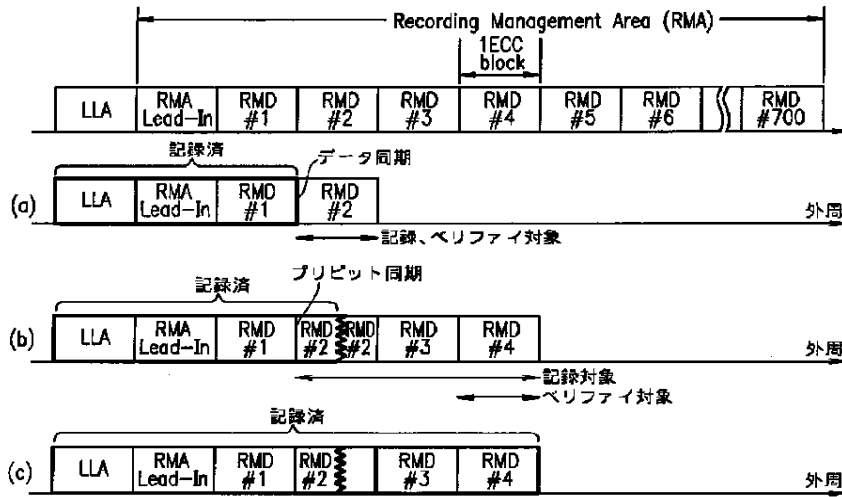 Recording Management Area (RMA)
1ECC
block
LLA RMA Lead-In RMD #1 RMD #2 RMD #3 RMD #4 RMD #5 RMD #6 RMD #700
記録済
データ同期
(a) LLA RMA Lead-In RMD #1 RMD #2 外周
記録、ベリファイ対象
プリピット同期
記録済
(b) LLA RMA Lead-In RMD #1 RMD #2 RMD #2 RMD #3 RMD #4 外周
記録対象
ベリファイ対象
記録済
(c) LLA RMA Lead-In RMD #1 RMD #2 RMD #3 RMD #4 外周